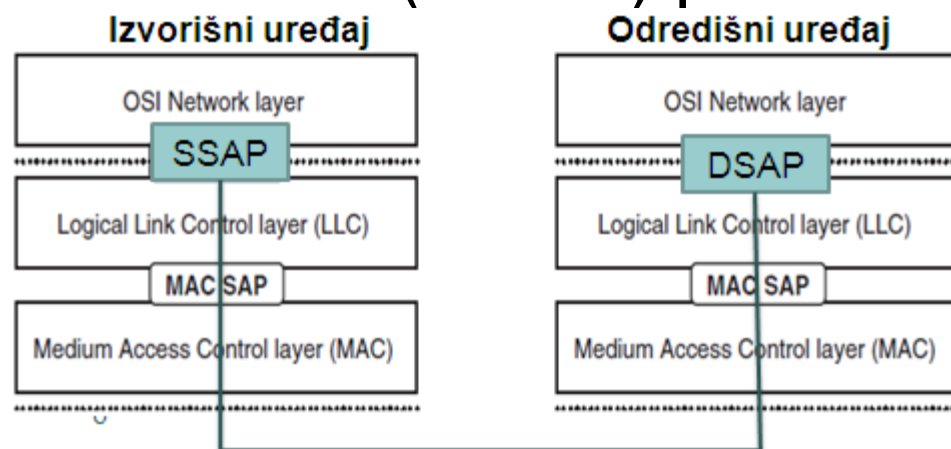 Izvorišni uređaj
OSI Network layer
SSAP
Logical Link Control layer (LLC)
MAC SAP
Medium Access Control layer (MAC)
Odredišni uređaj
OSI Network layer
DSAP
Logical Link Control layer (LLC)
MAC SAP
Medium Access Control layer (MAC)